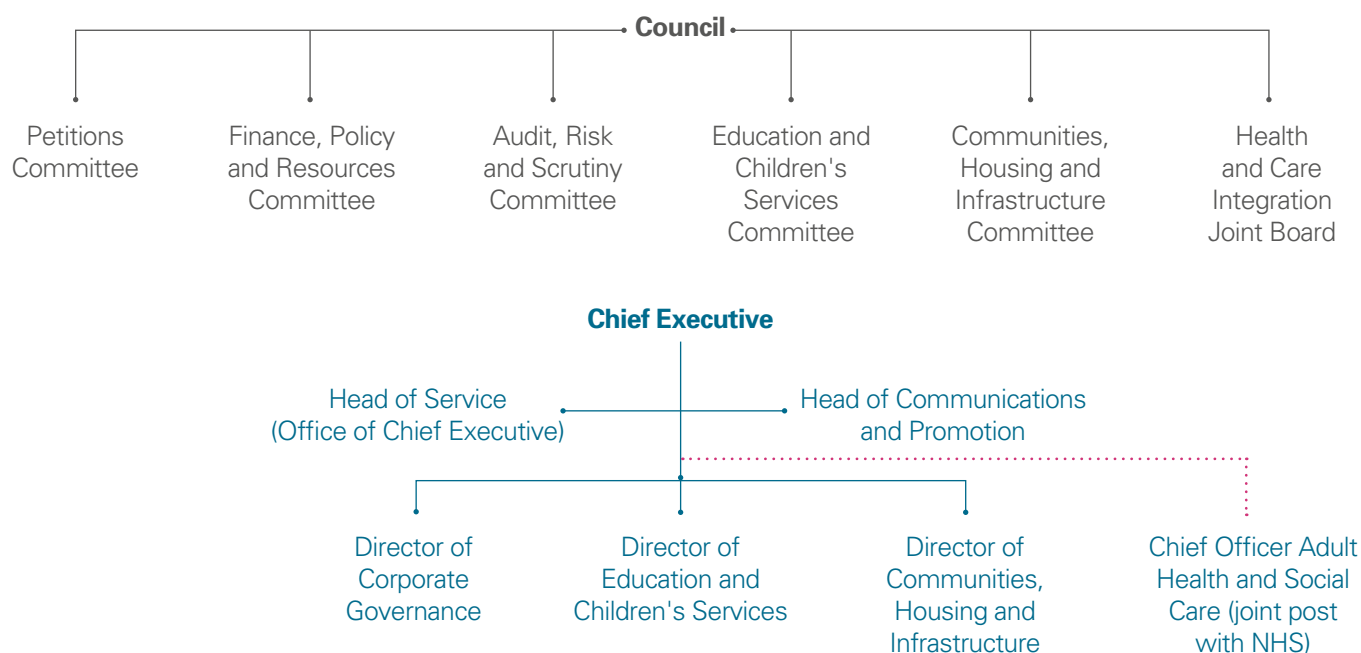 Council
Petitions
Committee
Finance, Policy
and Resources
Committee
Audit, Risk
and Scrutiny
Committee
Education and
Children's
Services
Committee
Communities,
Housing and
Infrastructure
Committee
Health
and Care
Integration
Joint Board
Chief Executive
Head of Service
(Office of Chief Executive)
Head of Communications
and Promotion
Director of
Corporate
Governance
Director of
Education and
Children's Services
Director of
Communities,
Housing and
Infrastructure
Chief Officer Adult
Health and Social
Care (joint post
with NHS)